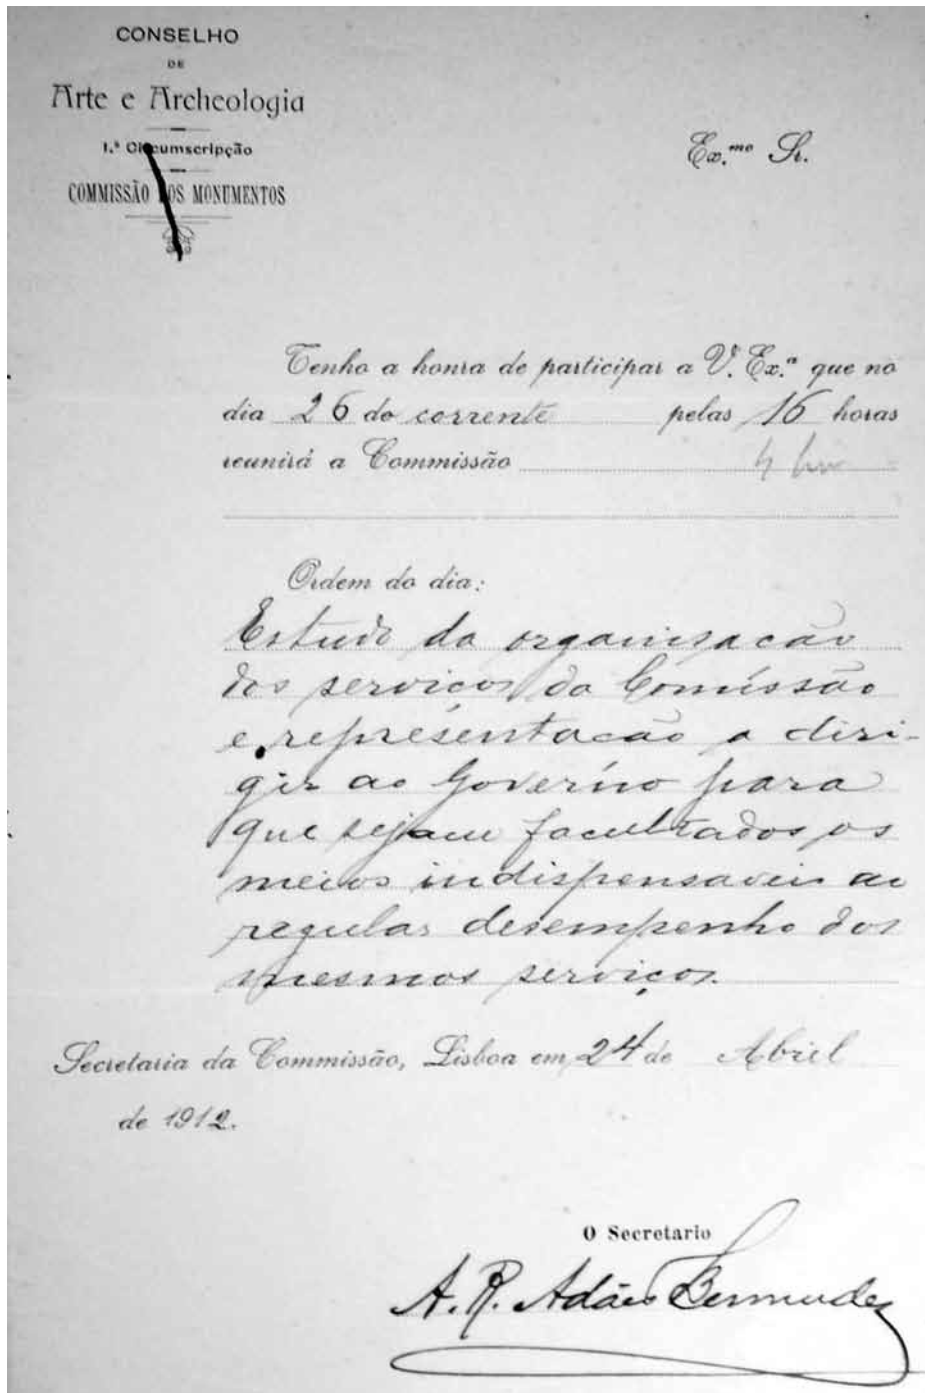 CONSELHO
DE
Arte e Archeologia
1.ª Circumscripção
COMMISSÃO DOS MONUMENTOS
Ex.mo Sr.
Tenho a honra de participar a V. Ex.ª que no
dia 26 do corrente pelas 16 horas
reunirá a Commissão
Ordem do dia:
Estudo da organisação
dos serviços da Comissão
e representacão a diri-
gir ao Governo para
que sejam facultados os
meios indispensaveis ao
regular desempenho dos
mesmos serviços.
Secretaria da Commissão, Lisboa em 24 de Abril
de 1912.
O Secretario
A. R. Adães Bermudes